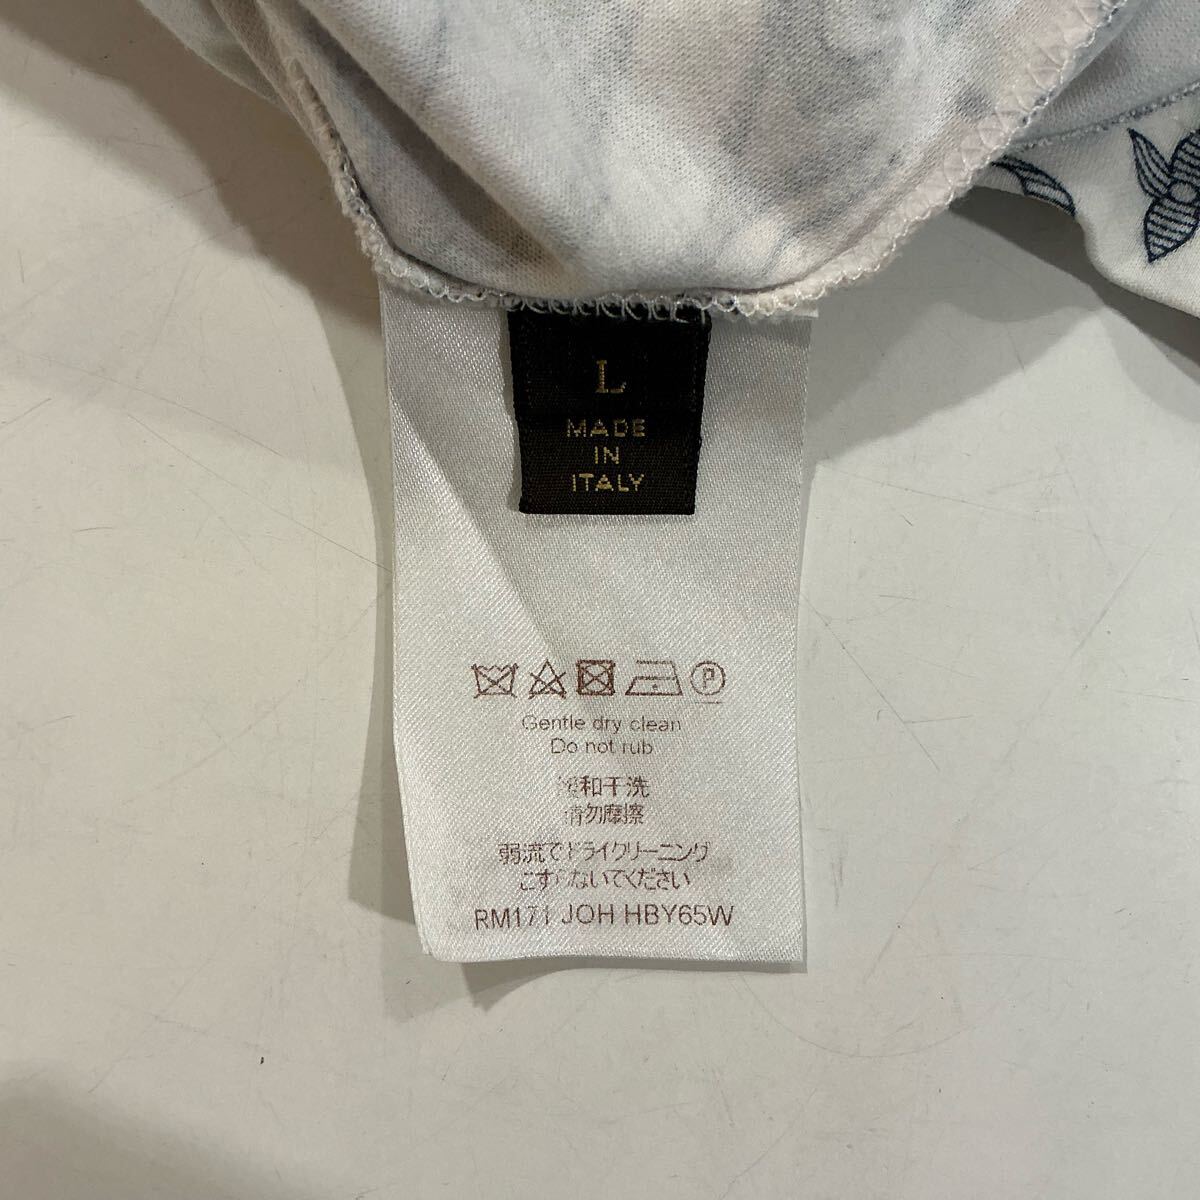 L
MADE
IN
ITALY
P
Gentle dry clean
Do not rub
和干洗
请勿摩擦
弱流でドライクリーニング
こすらないでください
RM171 JOH HBY65W